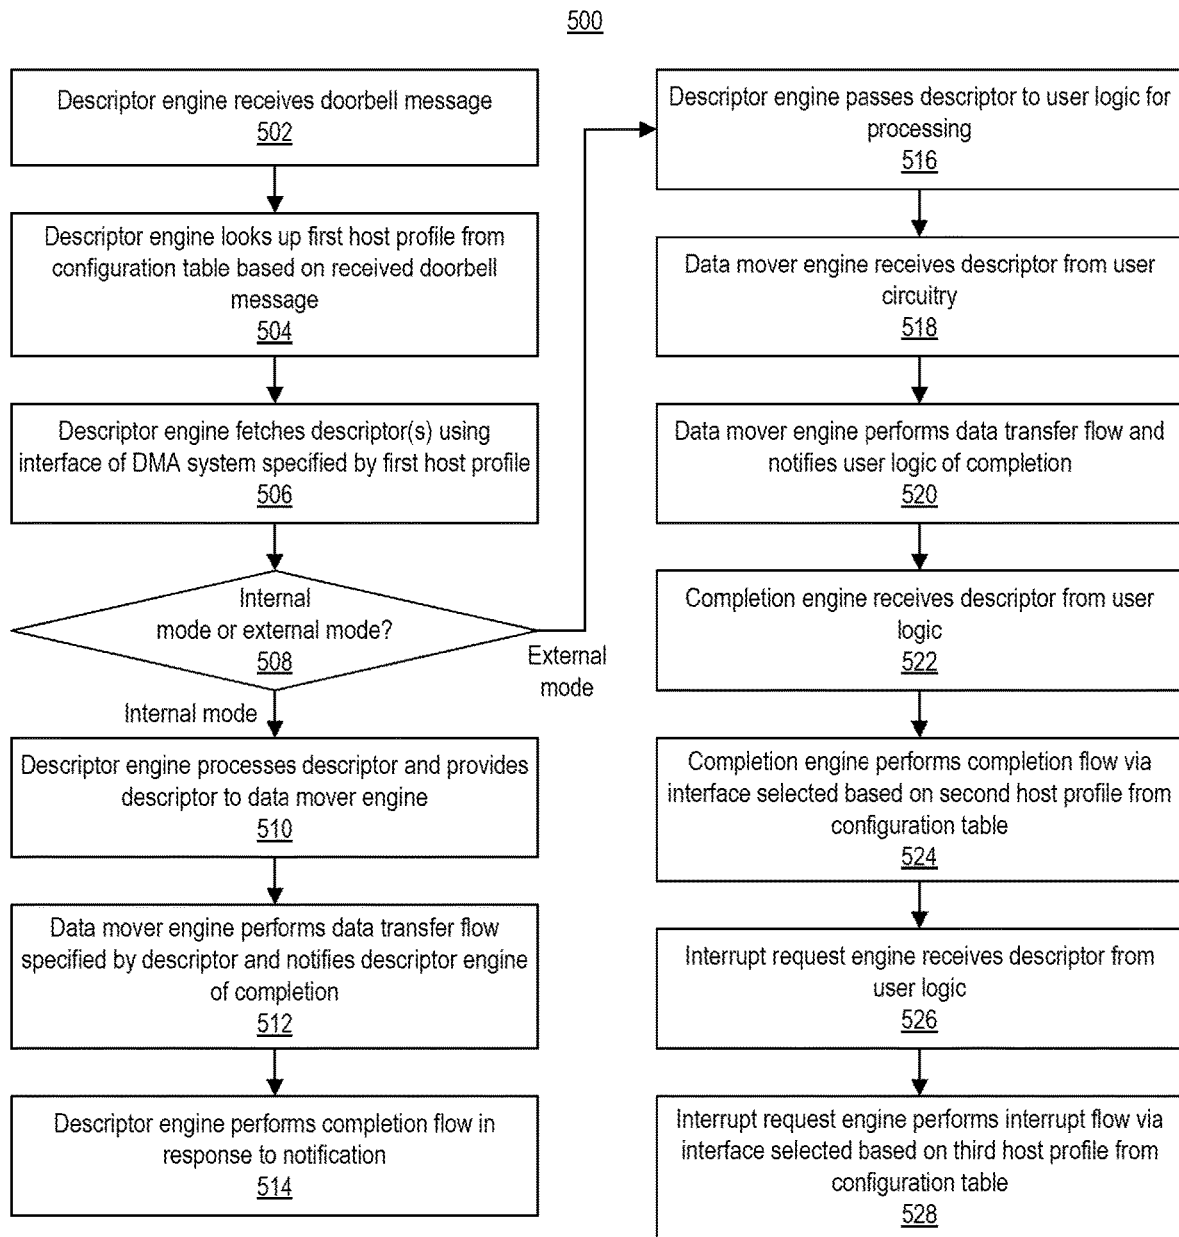 500
Descriptor engine receives doorbell message
502
Descriptor engine looks up first host profile from
configuration table based on received doorbell
message
504
Descriptor engine fetches descriptor(s) using
interface of DMA system specified by first host profile
506
Internal
mode or external mode?
508
External
mode
Internal mode
Descriptor engine processes descriptor and provides
descriptor to data mover engine
510
Data mover engine performs data transfer flow
specified by descriptor and notifies descriptor engine
of completion
512
Descriptor engine performs completion flow in
response to notification
514
Descriptor engine passes descriptor to user logic for
processing
516
Data mover engine receives descriptor from user
circuitry
518
Data mover engine performs data transfer flow and
notifies user logic of completion
520
Completion engine receives descriptor from user
logic
522
Completion engine performs completion flow via
interface selected based on second host profile from
configuration table
524
Interrupt request engine receives descriptor from
user logic
526
Interrupt request engine performs interrupt flow via
interface selected based on third host profile from
configuration table
528